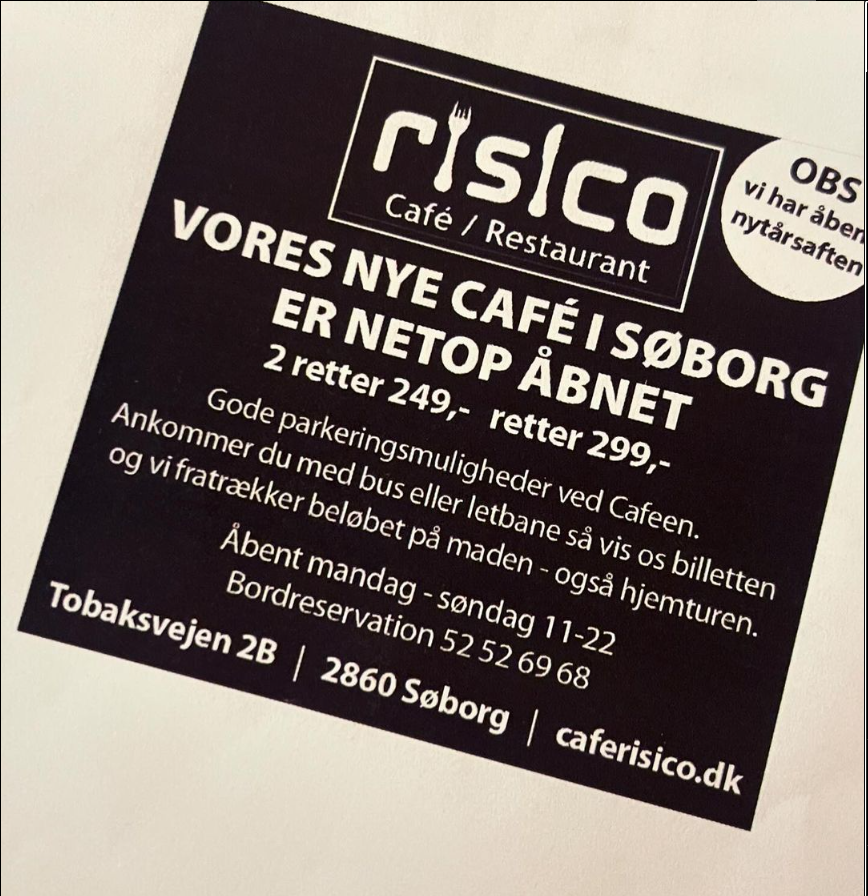 risico
Café / Restaurant
OBS
vi har åben
nytårsaften
VORES NYE CAFÉ I SØBORG
ER NETOP ÅBNET
2 retter 249,- retter 299,-
Gode parkeringsmuligheder ved Cafeen.
Ankommer du med bus eller letbane så vis os billetten
og vi fratrækker beløbet på maden - også hjemturen.
Åbent mandag - søndag 11-22
Bordreservation 52 52 69 68
Tobaksvejen 2B | 2860 Søborg | caferisico.dk